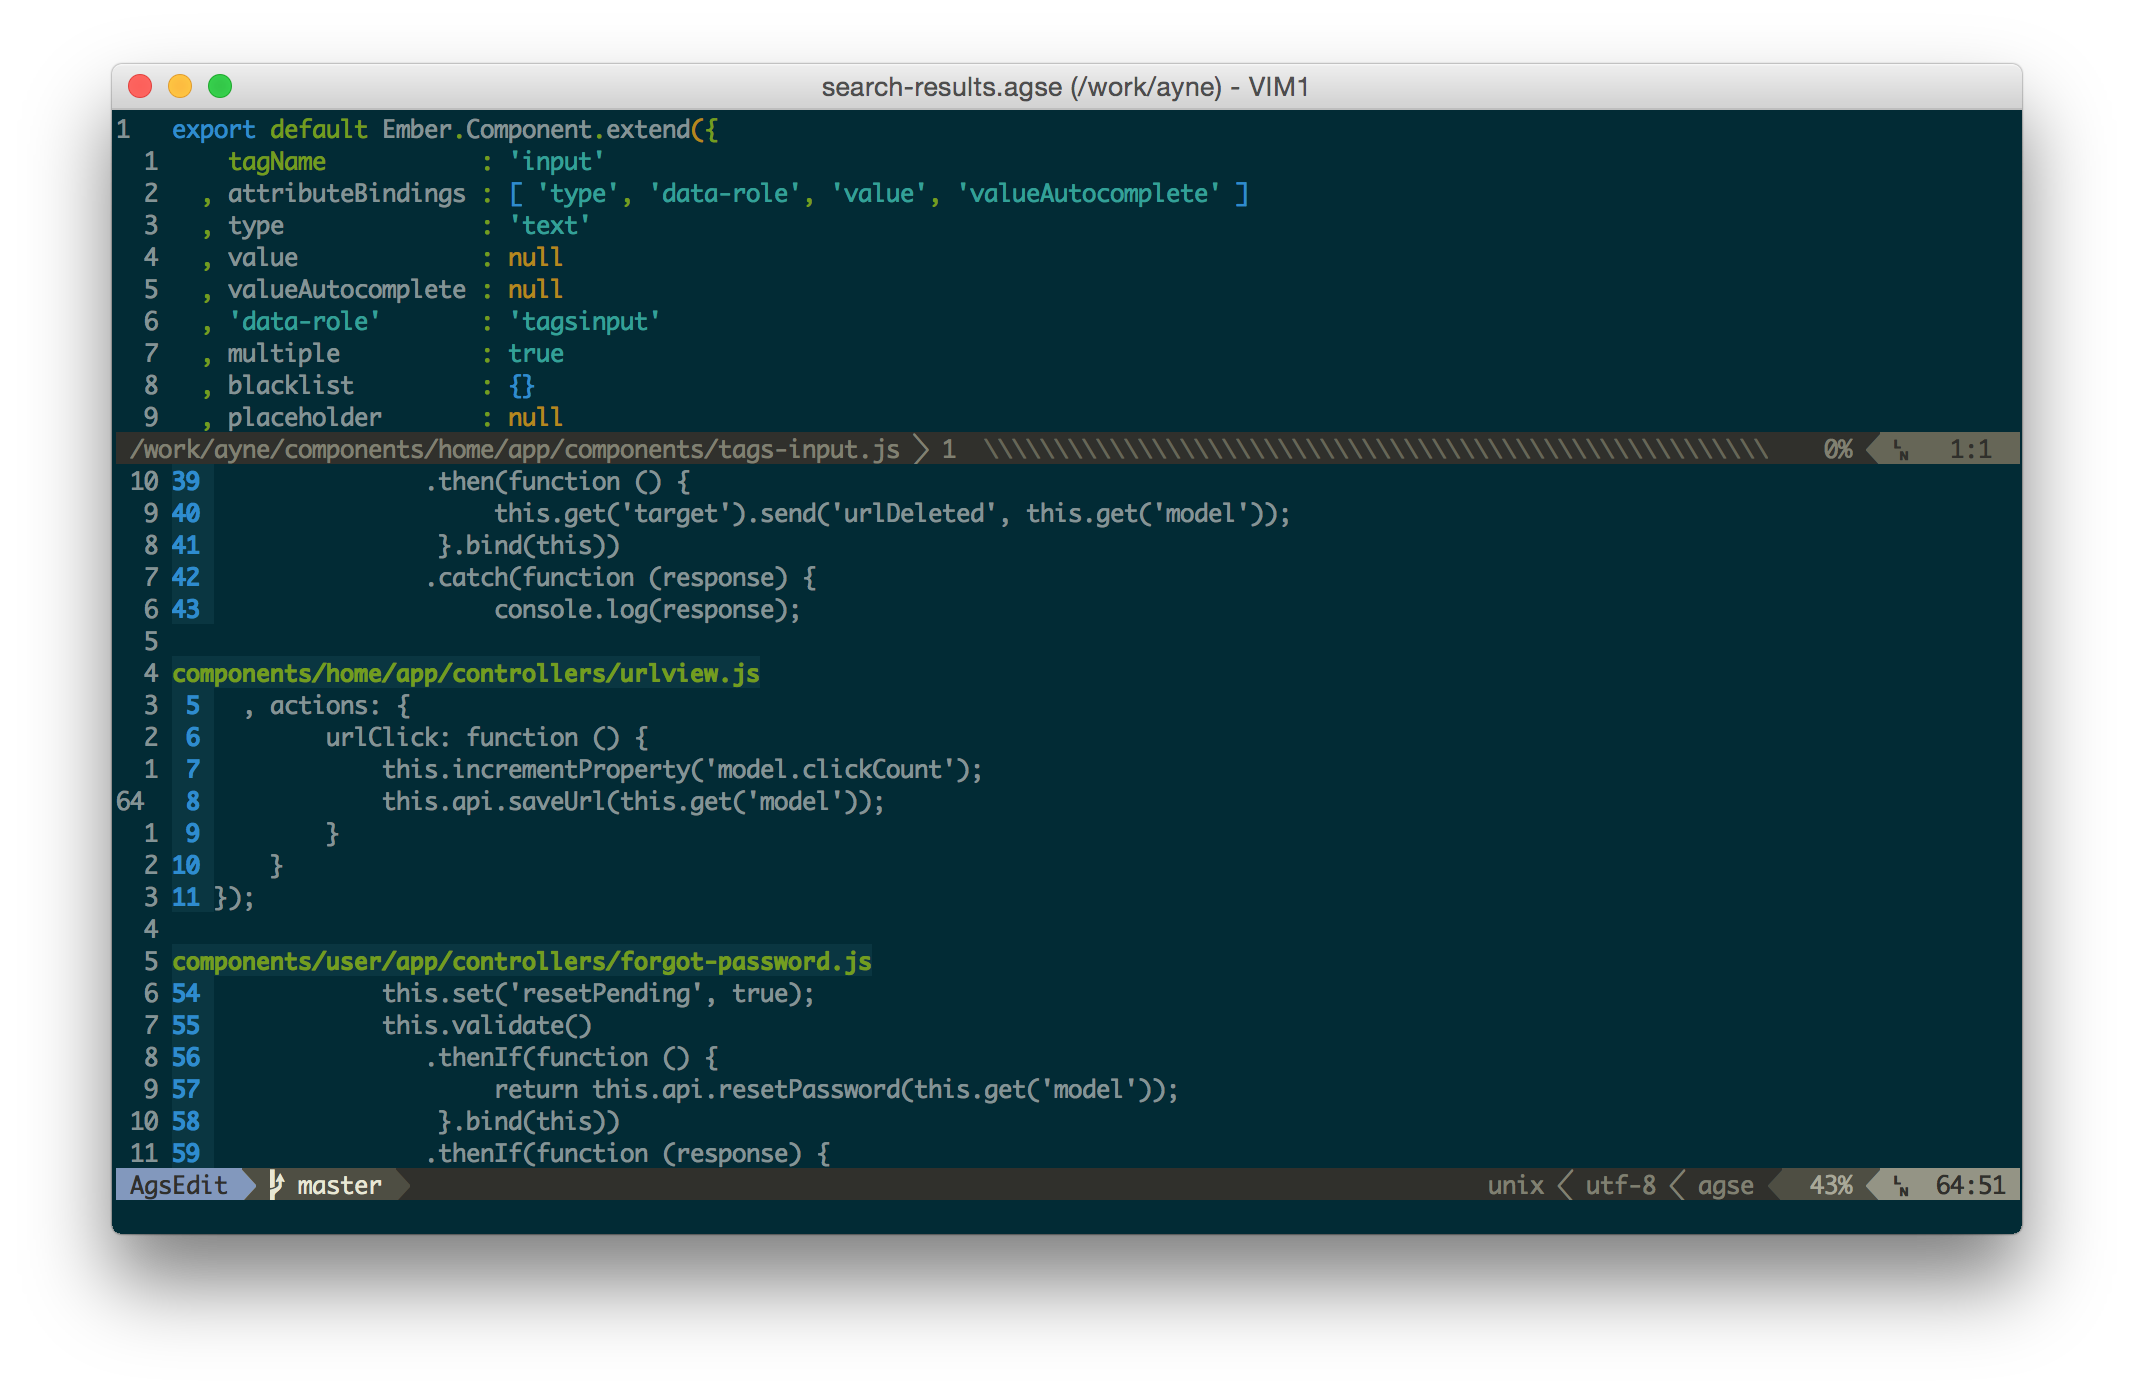 search-results.agse (/work/ayne) - VIM1
1   export default Ember.Component.extend({
  1     tagName           : 'input'
  2   , attributeBindings : [ 'type', 'data-role', 'value', 'valueAutocomplete' ]
  3   , type              : 'text'
  4   , value             : null
  5   , valueAutocomplete : null
  6   , 'data-role'       : 'tagsinput'
  7   , multiple          : true
  8   , blacklist         : {}
  9   , placeholder       : null
/work/ayne/components/home/app/components/tags-input.js 1 \\\\\\\\\\\\\\\\\\\\\\\\\\\\\\\\\\\\\\\\\\\\\\\\\\\\\\\\ 0% LN 1:1
 10 39                .then(function () {
  9 40                     this.get('target').send('urlDeleted', this.get('model'));
  8 41                 }.bind(this))
  7 42                .catch(function (response) {
  6 43                     console.log(response);
  5
  4 components/home/app/controllers/urlview.js
  3  5   , actions: {
  2  6         urlClick: function () {
  1  7             this.incrementProperty('model.clickCount');
64   8             this.api.saveUrl(this.get('model'));
  1  9         }
  2 10     }
  3 11 });
  4
  5 components/user/app/controllers/forgot-password.js
  6 54             this.set('resetPending', true);
  7 55             this.validate()
  8 56                .thenIf(function () {
  9 57                     return this.api.resetPassword(this.get('model'));
 10 58                 }.bind(this))
 11 59                .thenIf(function (response) {
AgsEdit master unix utf-8 agse 43% LN 64:51